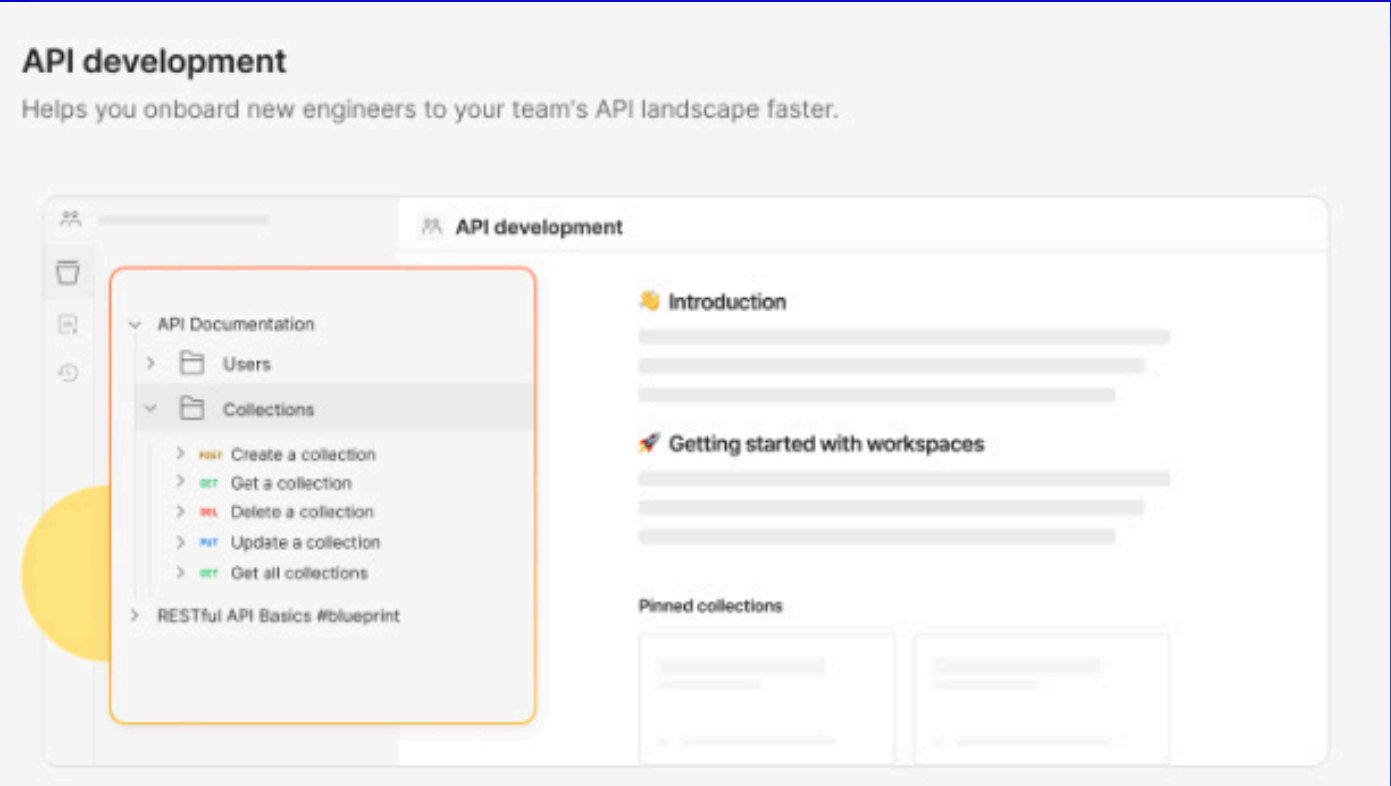 API development
Helps you onboard new engineers to your team's API landscape faster.
API development
API Documentation
Users
Collections
POST Create a collection
GET Get a collection
DEL Delete a collection
PUT Update a collection
GET Get all collections
RESTful API Basics #blueprint
👋 Introduction
🚀 Getting started with workspaces
Pinned collections